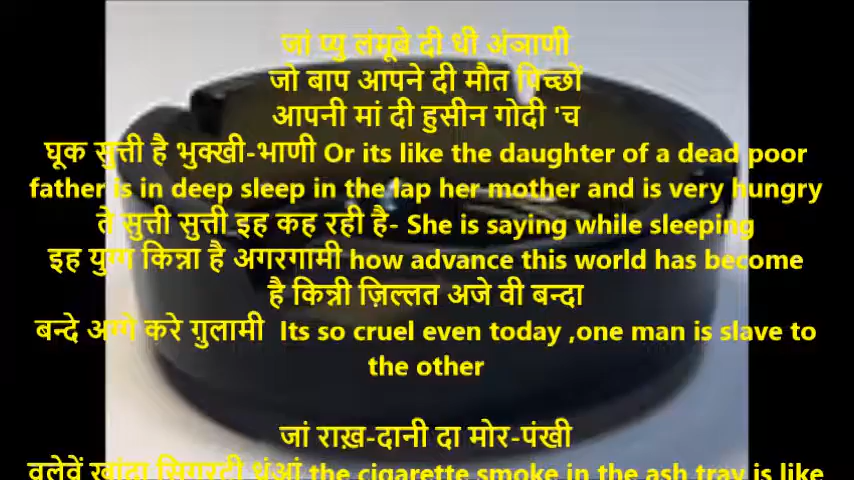 जां प्यु लंमूबे दी धी अंञाणी
जो बाप आपने दी मौत पिच्छों
आपनी मां दी हुसीन गोदी 'च
घूक सुत्ती है भुक्खी-भाणी Or its like the daughter of a dead poor
father is in deep sleep in the lap her mother and is very hungry
ते सुत्ती सुत्ती इह कह रही है- She is saying while sleeping
इह युग्ग किन्ना है अगरगामी how advance this world has become
है किन्नी ज़िल्लत अजे वी बन्दा
बन्दे अग्गे करे ग़ुलामी Its so cruel even today ,one man is slave to
the other
जां राख़-दानी दा मोर-पंखी
वलेवें खांदा सिगरटी धूंआं the cigarette smoke in the ash tray is like